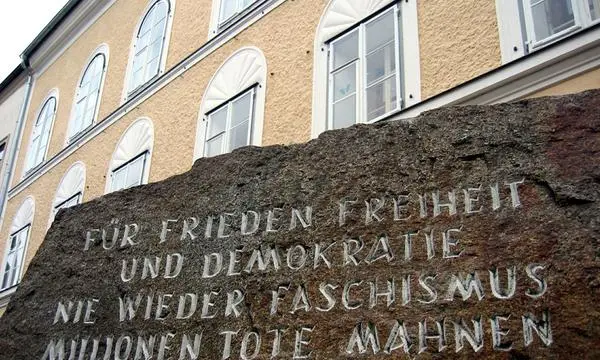 FÜR FRIEDEN FREIHEIT
UND DEMOKRATIE
NIE WIEDER FASCHISMUS
MILLIONEN TOTE MAHNEN